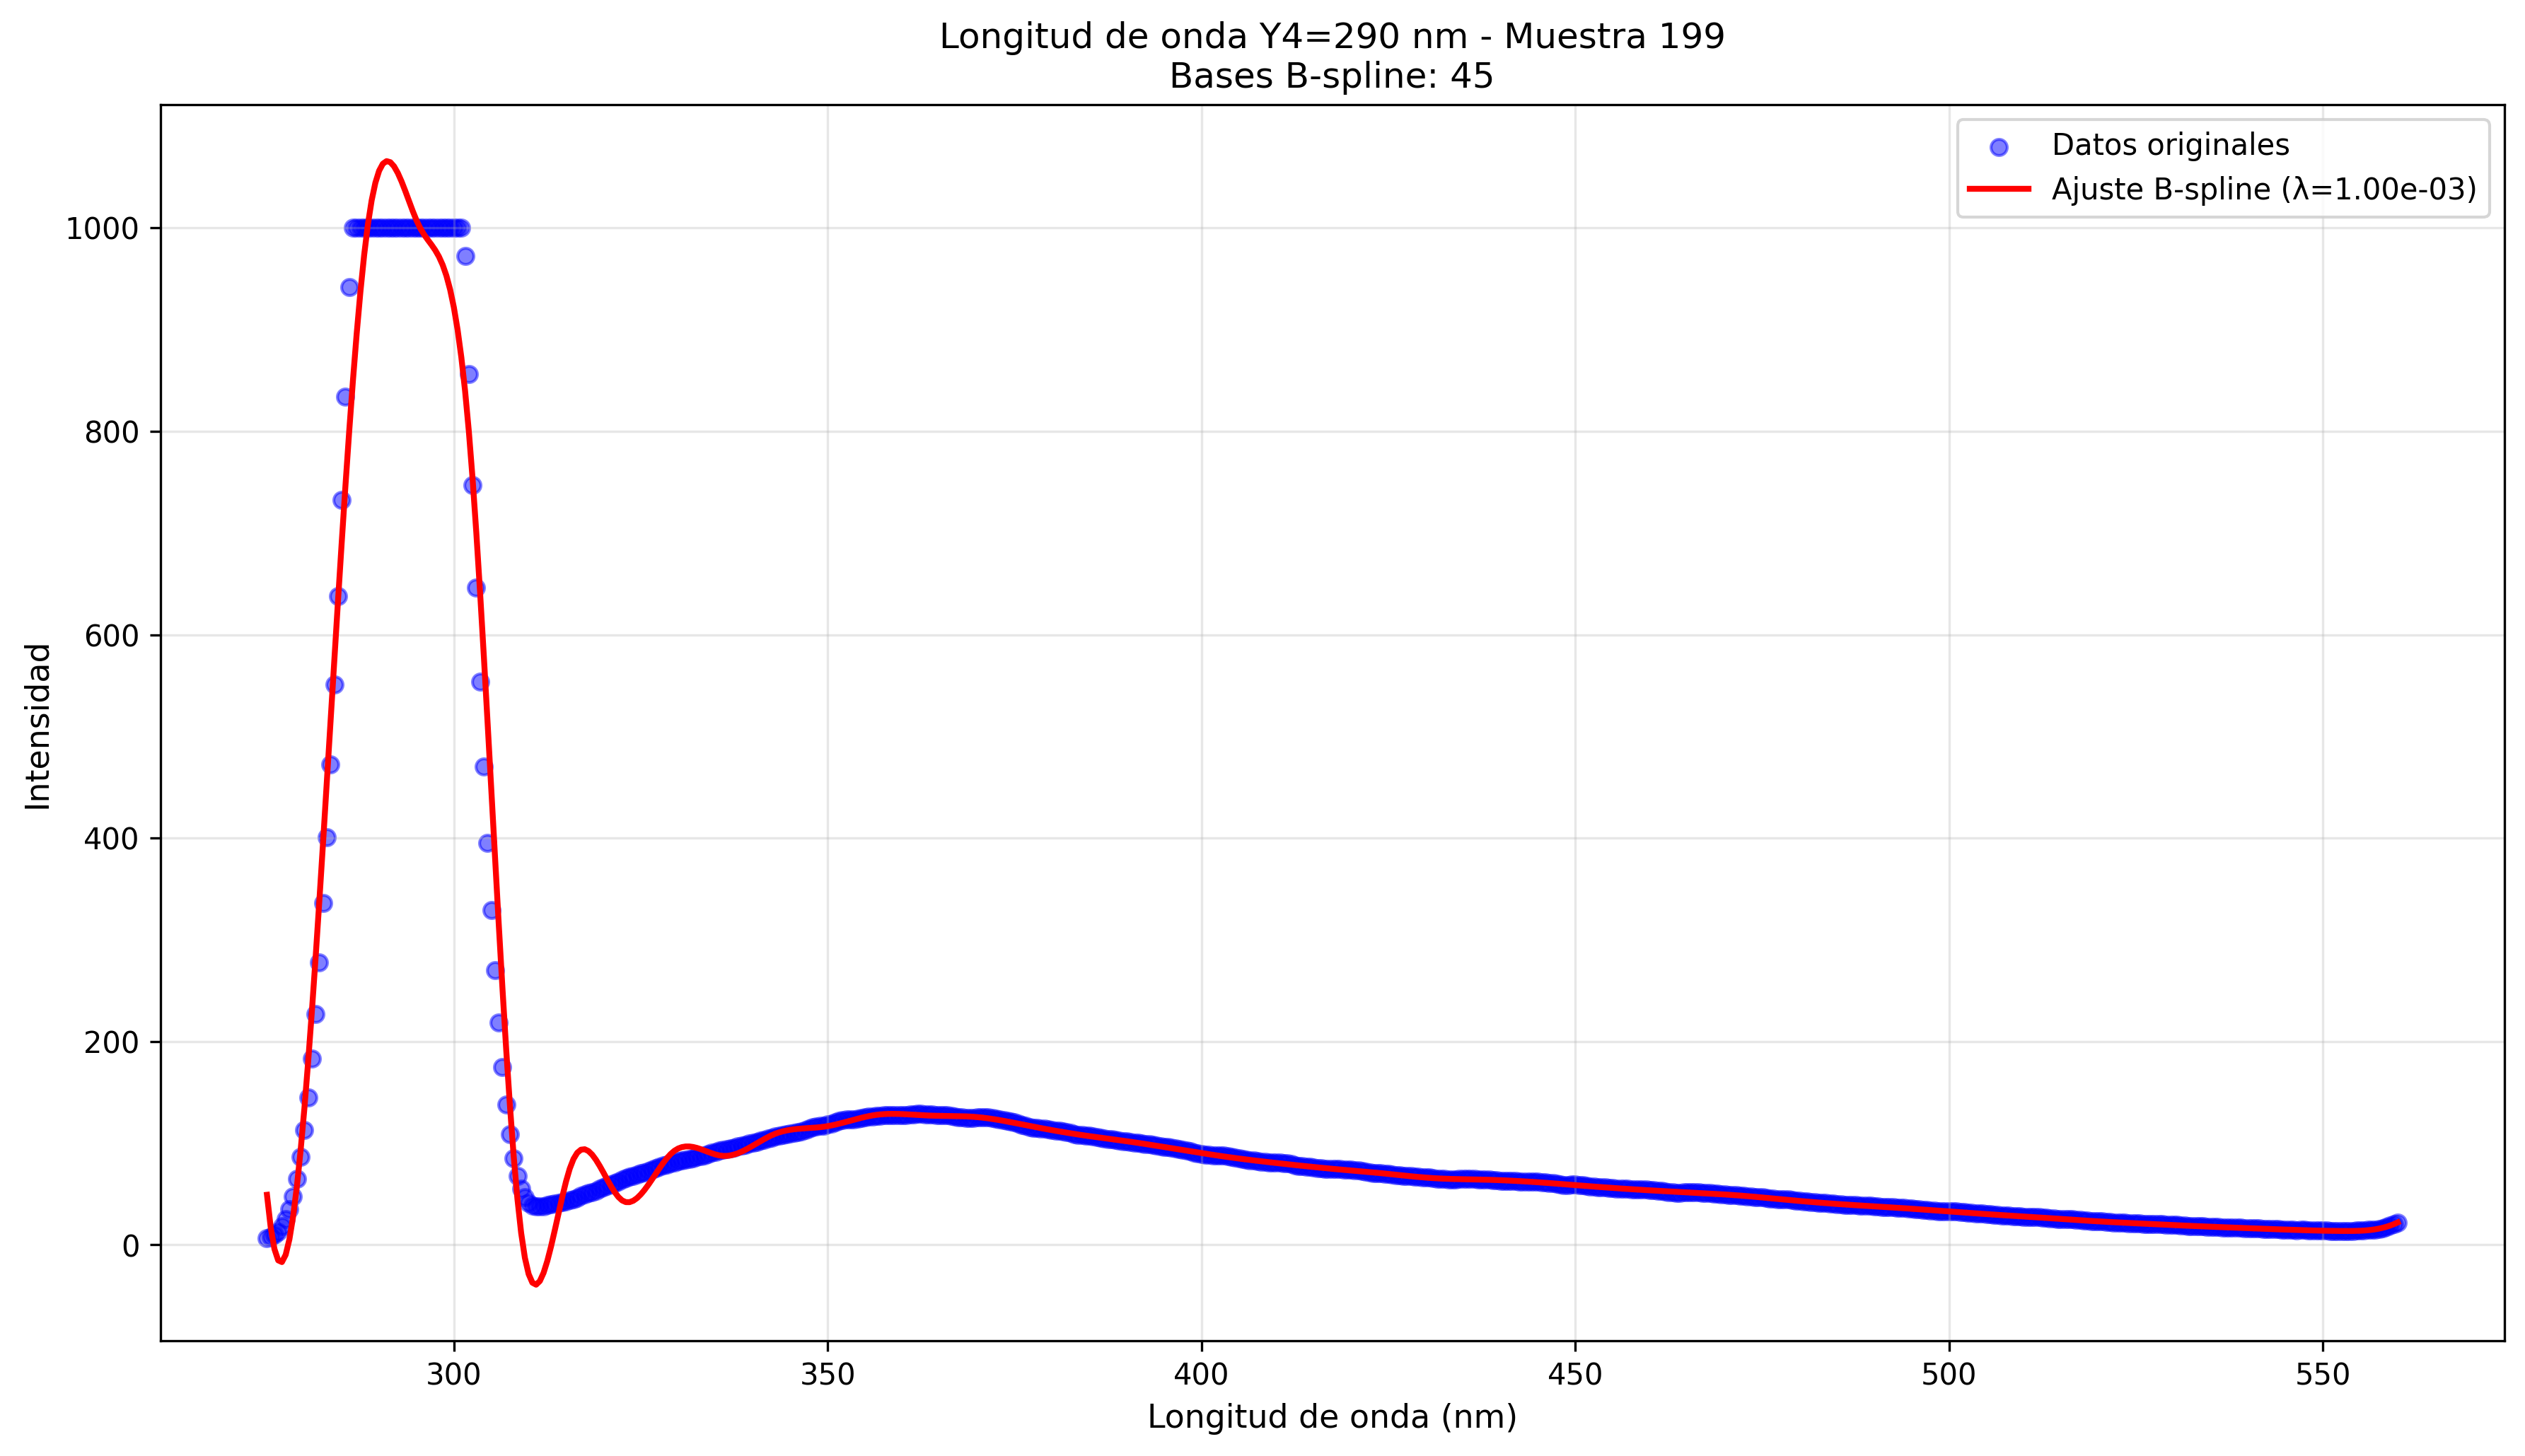 Longitud de onda Y4=290 nm - Muestra 199
Bases B-spline: 45
Datos originales
Ajuste B-spline (λ=1.00e-03)
Intensidad
1000
800
600
400
200
0
300 350 400 450 500 550
Longitud de onda (nm)